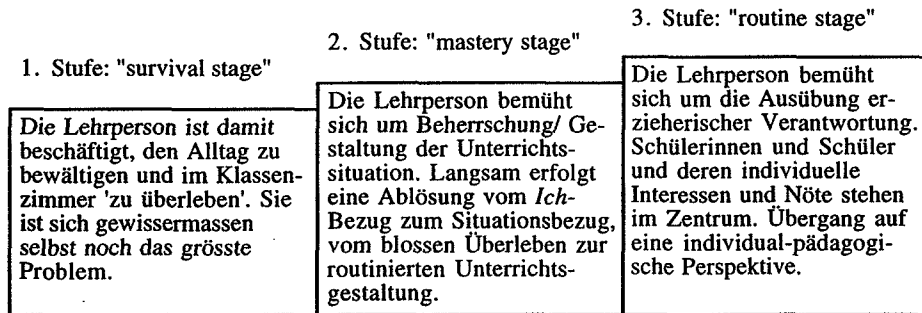 1. Stufe: "survival stage"
Die Lehrperson ist damit
beschäftigt, den Alltag zu
bewältigen und im Klassen-
zimmer 'zu überleben'. Sie
ist sich gewissermassen
selbst noch das grösste
Problem.
2. Stufe: "mastery stage"
Die Lehrperson bemüht
sich um Beherrschung/ Ge-
staltung der Unterrichts-
situation. Langsam erfolgt
eine Ablösung vom Ich-
Bezug zum Situationsbezug,
vom blossen Überleben zur
routinierten Unterrichts-
gestaltung.
3. Stufe: "routine stage"
Die Lehrperson bemüht
sich um die Ausübung er-
zieherischer Verantwortung.
Schülerinnen und Schüler
und deren individuelle
Interessen und Nöte stehen
im Zentrum. Übergang auf
eine individual-pädagogi-
sche Perspektive.